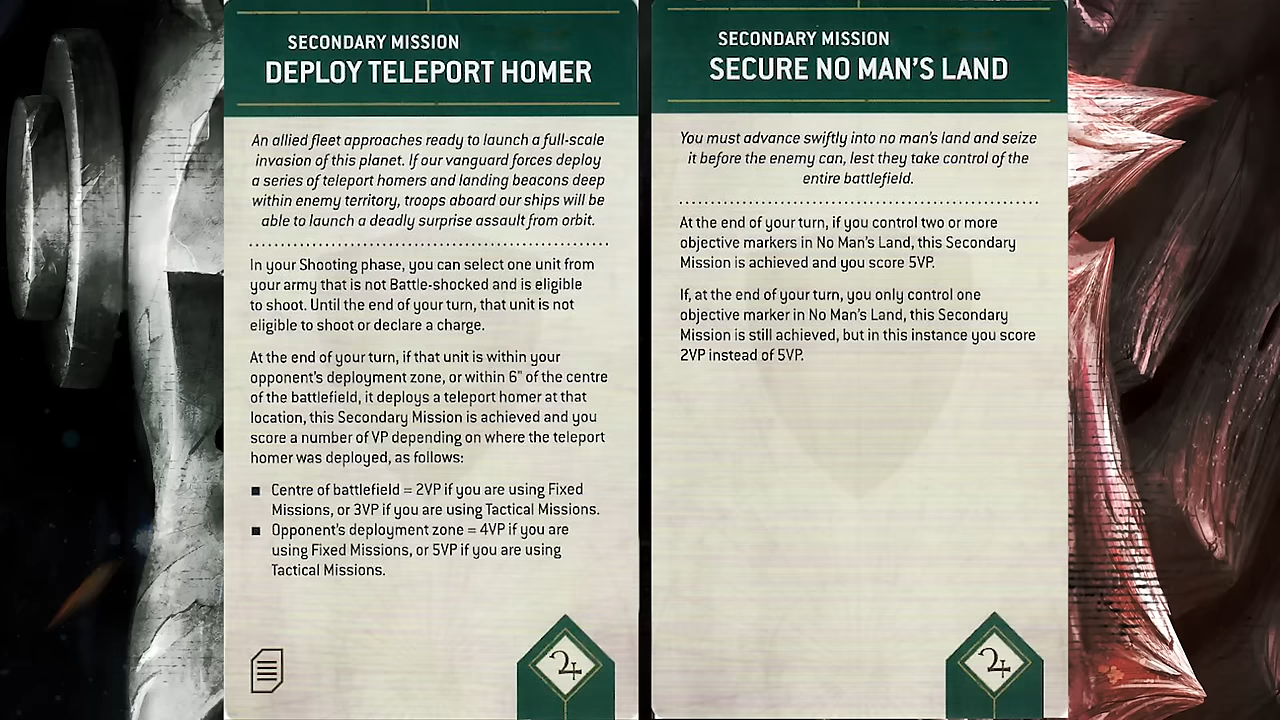 SECONDARY MISSION
DEPLOY TELEPORT HOMER
An allied fleet approaches ready to launch a full-scale
invasion of this planet. If our vanguard forces deploy
a series of teleport homers and landing beacons deep
within enemy territory, troops aboard our ships will be
able to launch a deadly surprise assault from orbit.
In your Shooting phase, you can select one unit from
your army that is not Battle-shocked and is eligible
to shoot. Until the end of your turn, that unit is not
eligible to shoot or declare a charge.
At the end of your turn, if that unit is within your
opponent's deployment zone, or within 6" of the centre
of the battlefield, it deploys a teleport homer at that
location, this Secondary Mission is achieved and you
score a number of VP depending on where the teleport
homer was deployed, as follows:
■ Centre of battlefield = 2VP if you are using Fixed
Missions, or 3VP if you are using Tactical Missions.
■ Opponent's deployment zone = 4VP if you are
using Fixed Missions, or 5VP if you are using
Tactical Missions.
SECONDARY MISSION
SECURE NO MAN'S LAND
You must advance swiftly into no man's land and seize
it before the enemy can, lest they take control of the
entire battlefield.
At the end of your turn, if you control two or more
objective markers in No Man's Land, this Secondary
Mission is achieved and you score 5VP.
If, at the end of your turn, you only control one
objective marker in No Man's Land, this Secondary
Mission is still achieved, but in this instance you score
2VP instead of 5VP.